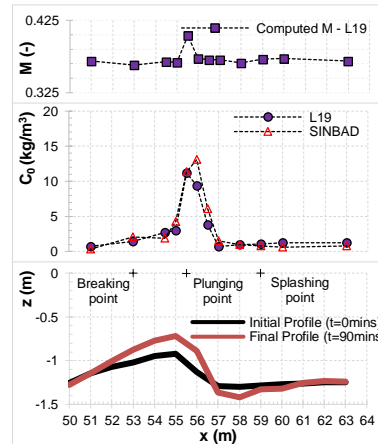 0.425
M (-)
0.325
Computed M - L19
20
15
10
5
0
C₀ (kg/m³)
L19
SINBAD
0
-0.5
-1
-1.5
z (m)
Breaking point
Plunging point
Splashing point
Initial Profile (t=0mins)
Final Profile (t=90mins
50 51 52 53 54 55 56 57 58 59 60 61 62 63 64
x (m)